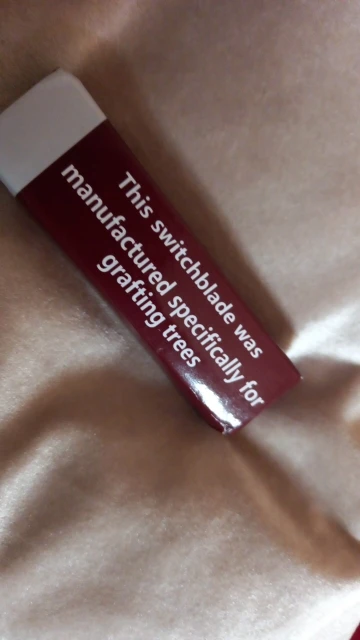 This switchblade was
manufactured specifically for
grafting trees